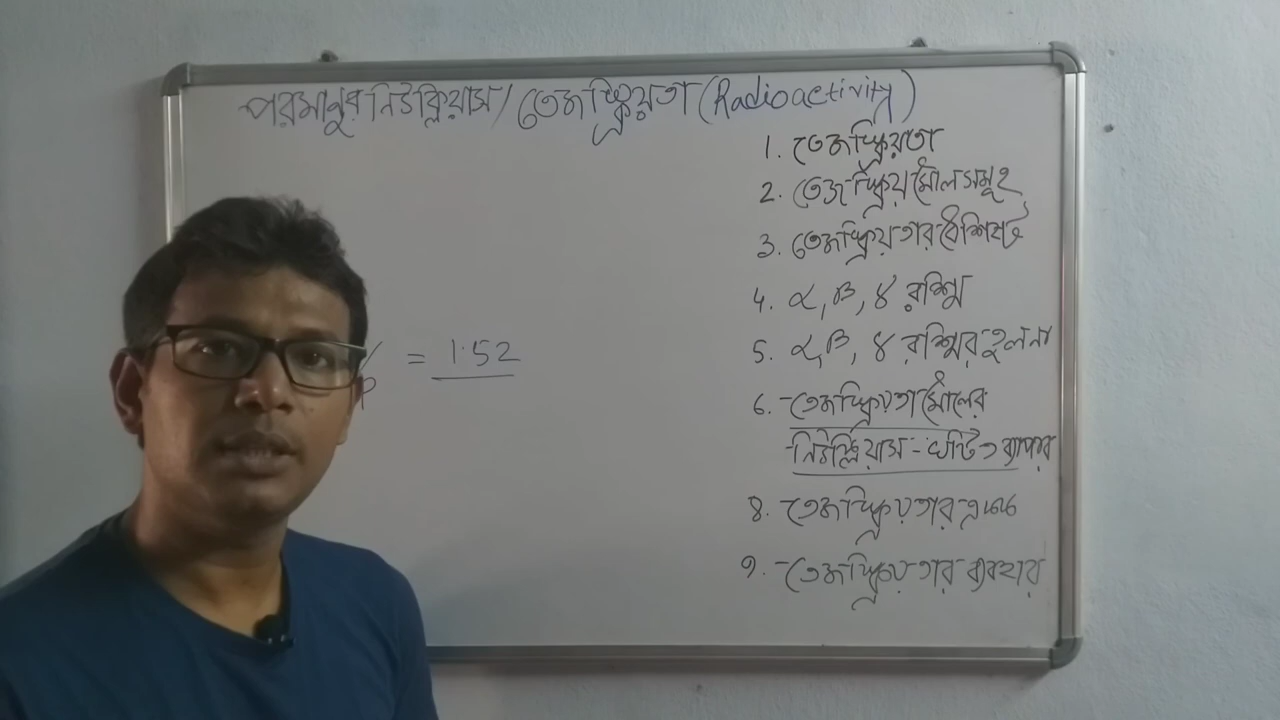 পরমানুর নিউক্লিয়াস / তেজস্ক্রিয়তা (Radioactivity)
1. তেজস্ক্রিয়তা
2. তেজস্ক্রিয় মৌল সমূহ
3. তেজস্ক্রিয়তার বৈশিষ্ট
4. α, β, γ রশ্মি
5. α, β, γ রশ্মির তুলনা
6. তেজস্ক্রিয়তা মৌলের
নিউক্লিয়াস - ঘটিত ব্যাপার
8. তেজস্ক্রিয়তার
9. তেজস্ক্রিয়তার ব্যবহার
p = 1.52